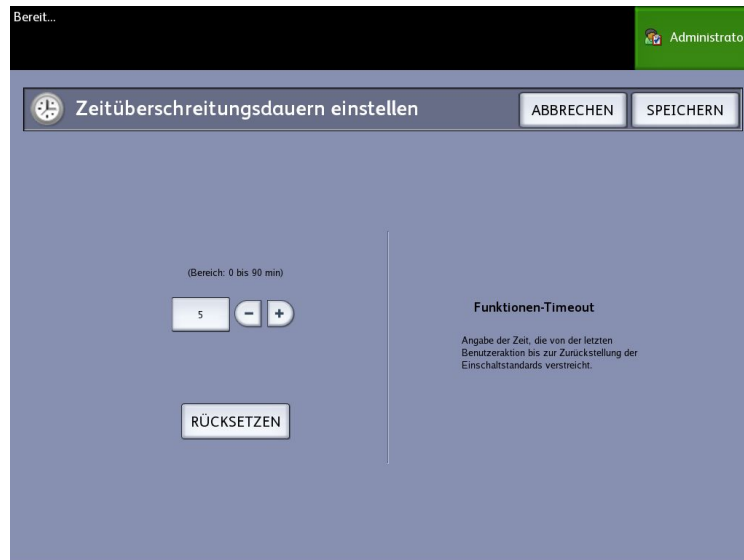 Bereit...
Administrato
Zeitüberschreitungsdauern einstellen
ABBRECHEN
SPEICHERN
(Bereich: 0 bis 90 min)
5
- +
RÜCKSETZEN
Funktionen-Timeout
Angabe der Zeit, die von der letzten
Benutzeraktion bis zur Zurückstellung der
Einschaltstandards verstreicht.